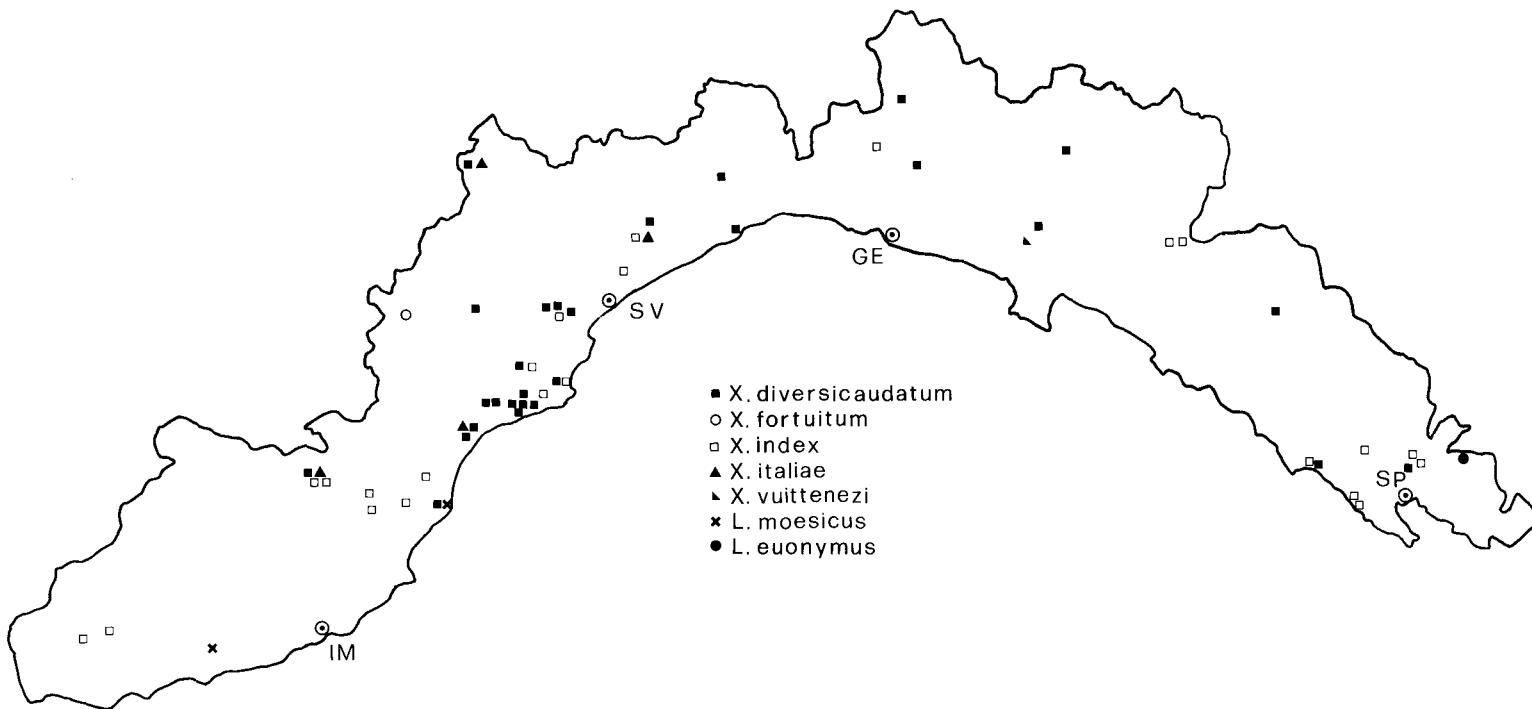 GE
SV
X. diversicaudatum
X. fortuitum
X. index
X. italiae
X. vuittenezi
L. moesicus
L. euonymus
SP
IM